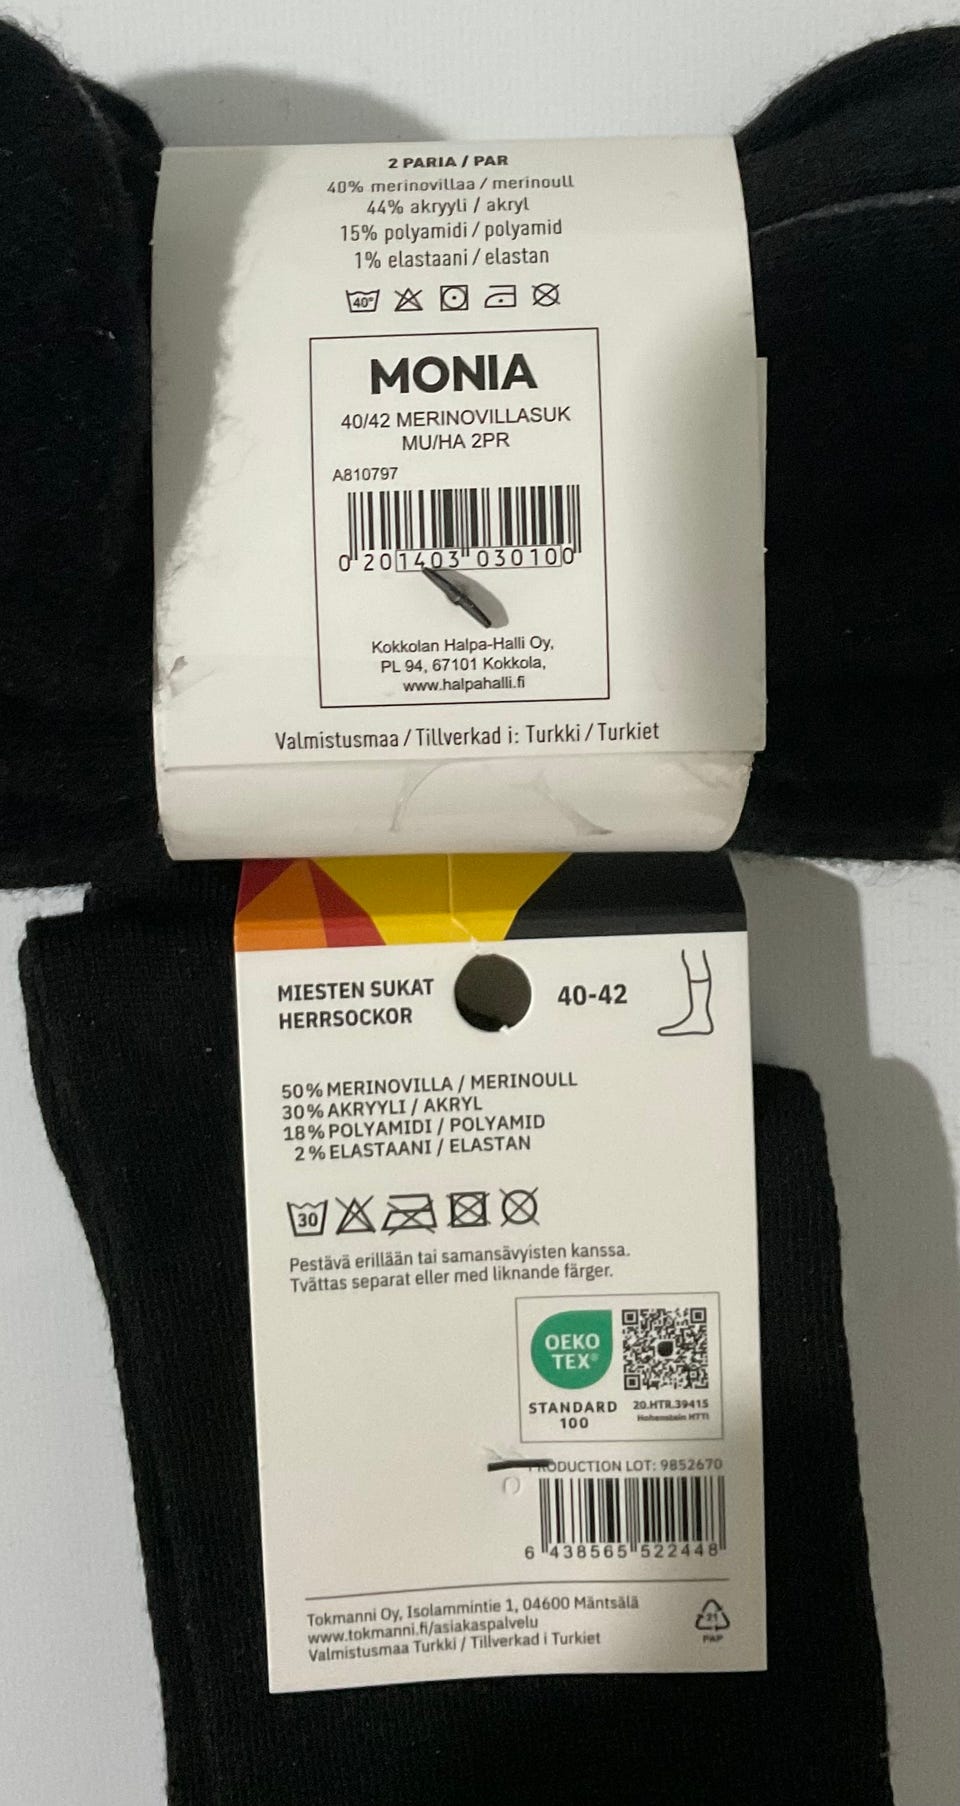 2 PARIA / PAR
40% merinovillaa / merinoull
44% akryyli / akryl
15% polyamidi / polyamid
1% elastaani / elastan
40°
MONIA
40/42 MERINOVILLASUK
MU/HA 2PR
A810797
0 201403 030100
Kokkolan Halpa-Halli Oy,
PL 94, 67101 Kokkola,
www.halpahalli.fi
Valmistusmaa / Tillverkad i: Turkki / Turkiet
MIESTEN SUKAT
HERRSOCKOR
40-42
50% MERINOVILLA / MERINOULL
30% AKRYYLI / AKRYL
18% POLYAMIDI / POLYAMID
2% ELASTAANI / ELASTAN
30
Pestävä erillään tai samansävyisten kanssa.
Tvättas separat eller med liknande färger.
OEKO
TEX®
STANDARD
100
20.HTR.39415
Hohenstein HTTI
PRODUCTION LOT: 9852670
6 438565 522448
Tokmanni Oy, Isolammintie 1, 04600 Mäntsälä
www.tokmanni.fi/asiakaspalvelu
Valmistusmaa Turkki / Tillverkad i Turkiet
21
PAP